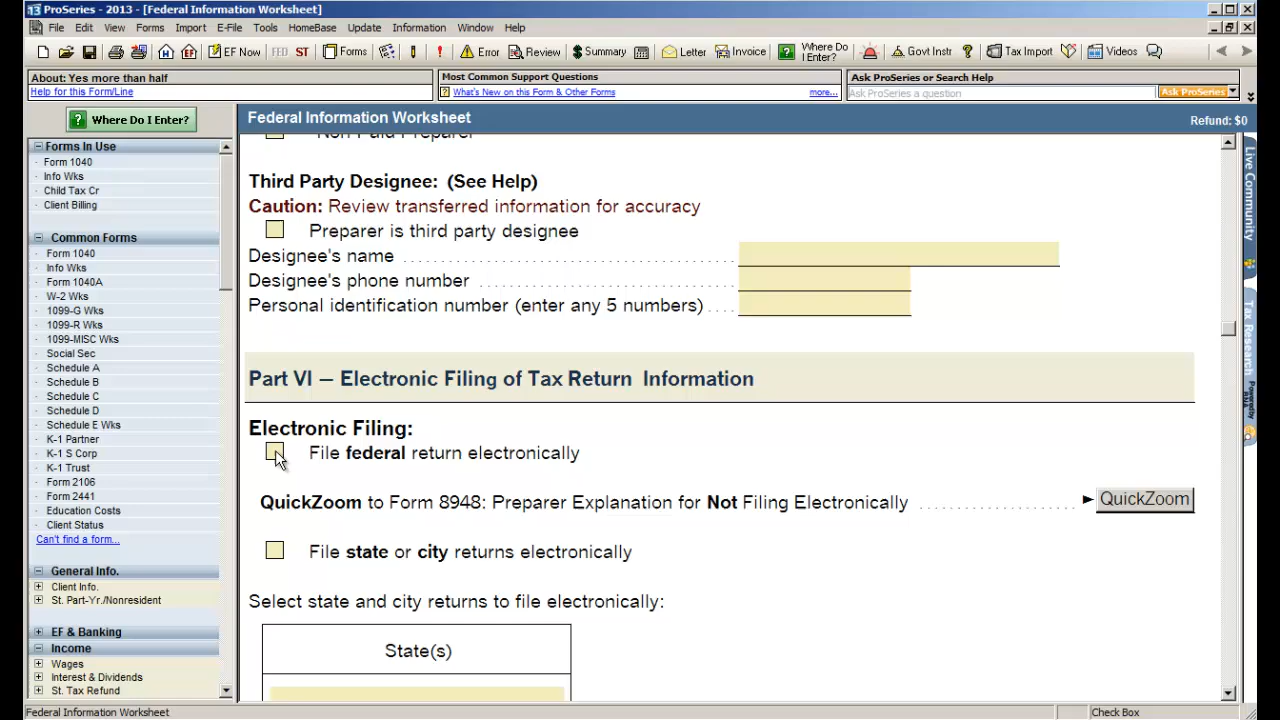 ProSeries - 2013 - [Federal Information Worksheet]
File Edit View Forms Import E-File Tools HomeBase Update Information Window Help
EF Now FED ST Forms Error Review Summary Letter Invoice Where Do I Enter? Govt Instr Tax Import Videos
About: Yes more than half
Help for this Form/Line
Most Common Support Questions
What's New on this Form & Other Forms more...
Ask ProSeries or Search Help
Ask ProSeries a question Ask ProSeries
Where Do I Enter?
Forms In Use
Form 1040
Info Wks
Child Tax Cr
Client Billing
Common Forms
Form 1040
Info Wks
Form 1040A
W-2 Wks
1099-G Wks
1099-R Wks
1099-MISC Wks
Social Sec
Schedule A
Schedule B
Schedule C
Schedule D
Schedule E Wks
K-1 Partner
K-1 S Corp
K-1 Trust
Form 2106
Form 2441
Education Costs
Client Status
Can't find a form...
General Info.
Client Info.
St. Part-Yr./Nonresident
EF & Banking
Income
Wages
Interest & Dividends
St. Tax Refund
Federal Information Worksheet Refund: $0
Non-Paid Preparer
Third Party Designee: (See Help)
Caution: Review transferred information for accuracy
Preparer is third party designee
Designee's name
Designee's phone number
Personal identification number (enter any 5 numbers)
Part VI – Electronic Filing of Tax Return Information
Electronic Filing:
File federal return electronically
QuickZoom to Form 8948: Preparer Explanation for Not Filing Electronically QuickZoom
File state or city returns electronically
Select state and city returns to file electronically:
State(s)
Live Community
Tax Research
Federal Information Worksheet Check Box